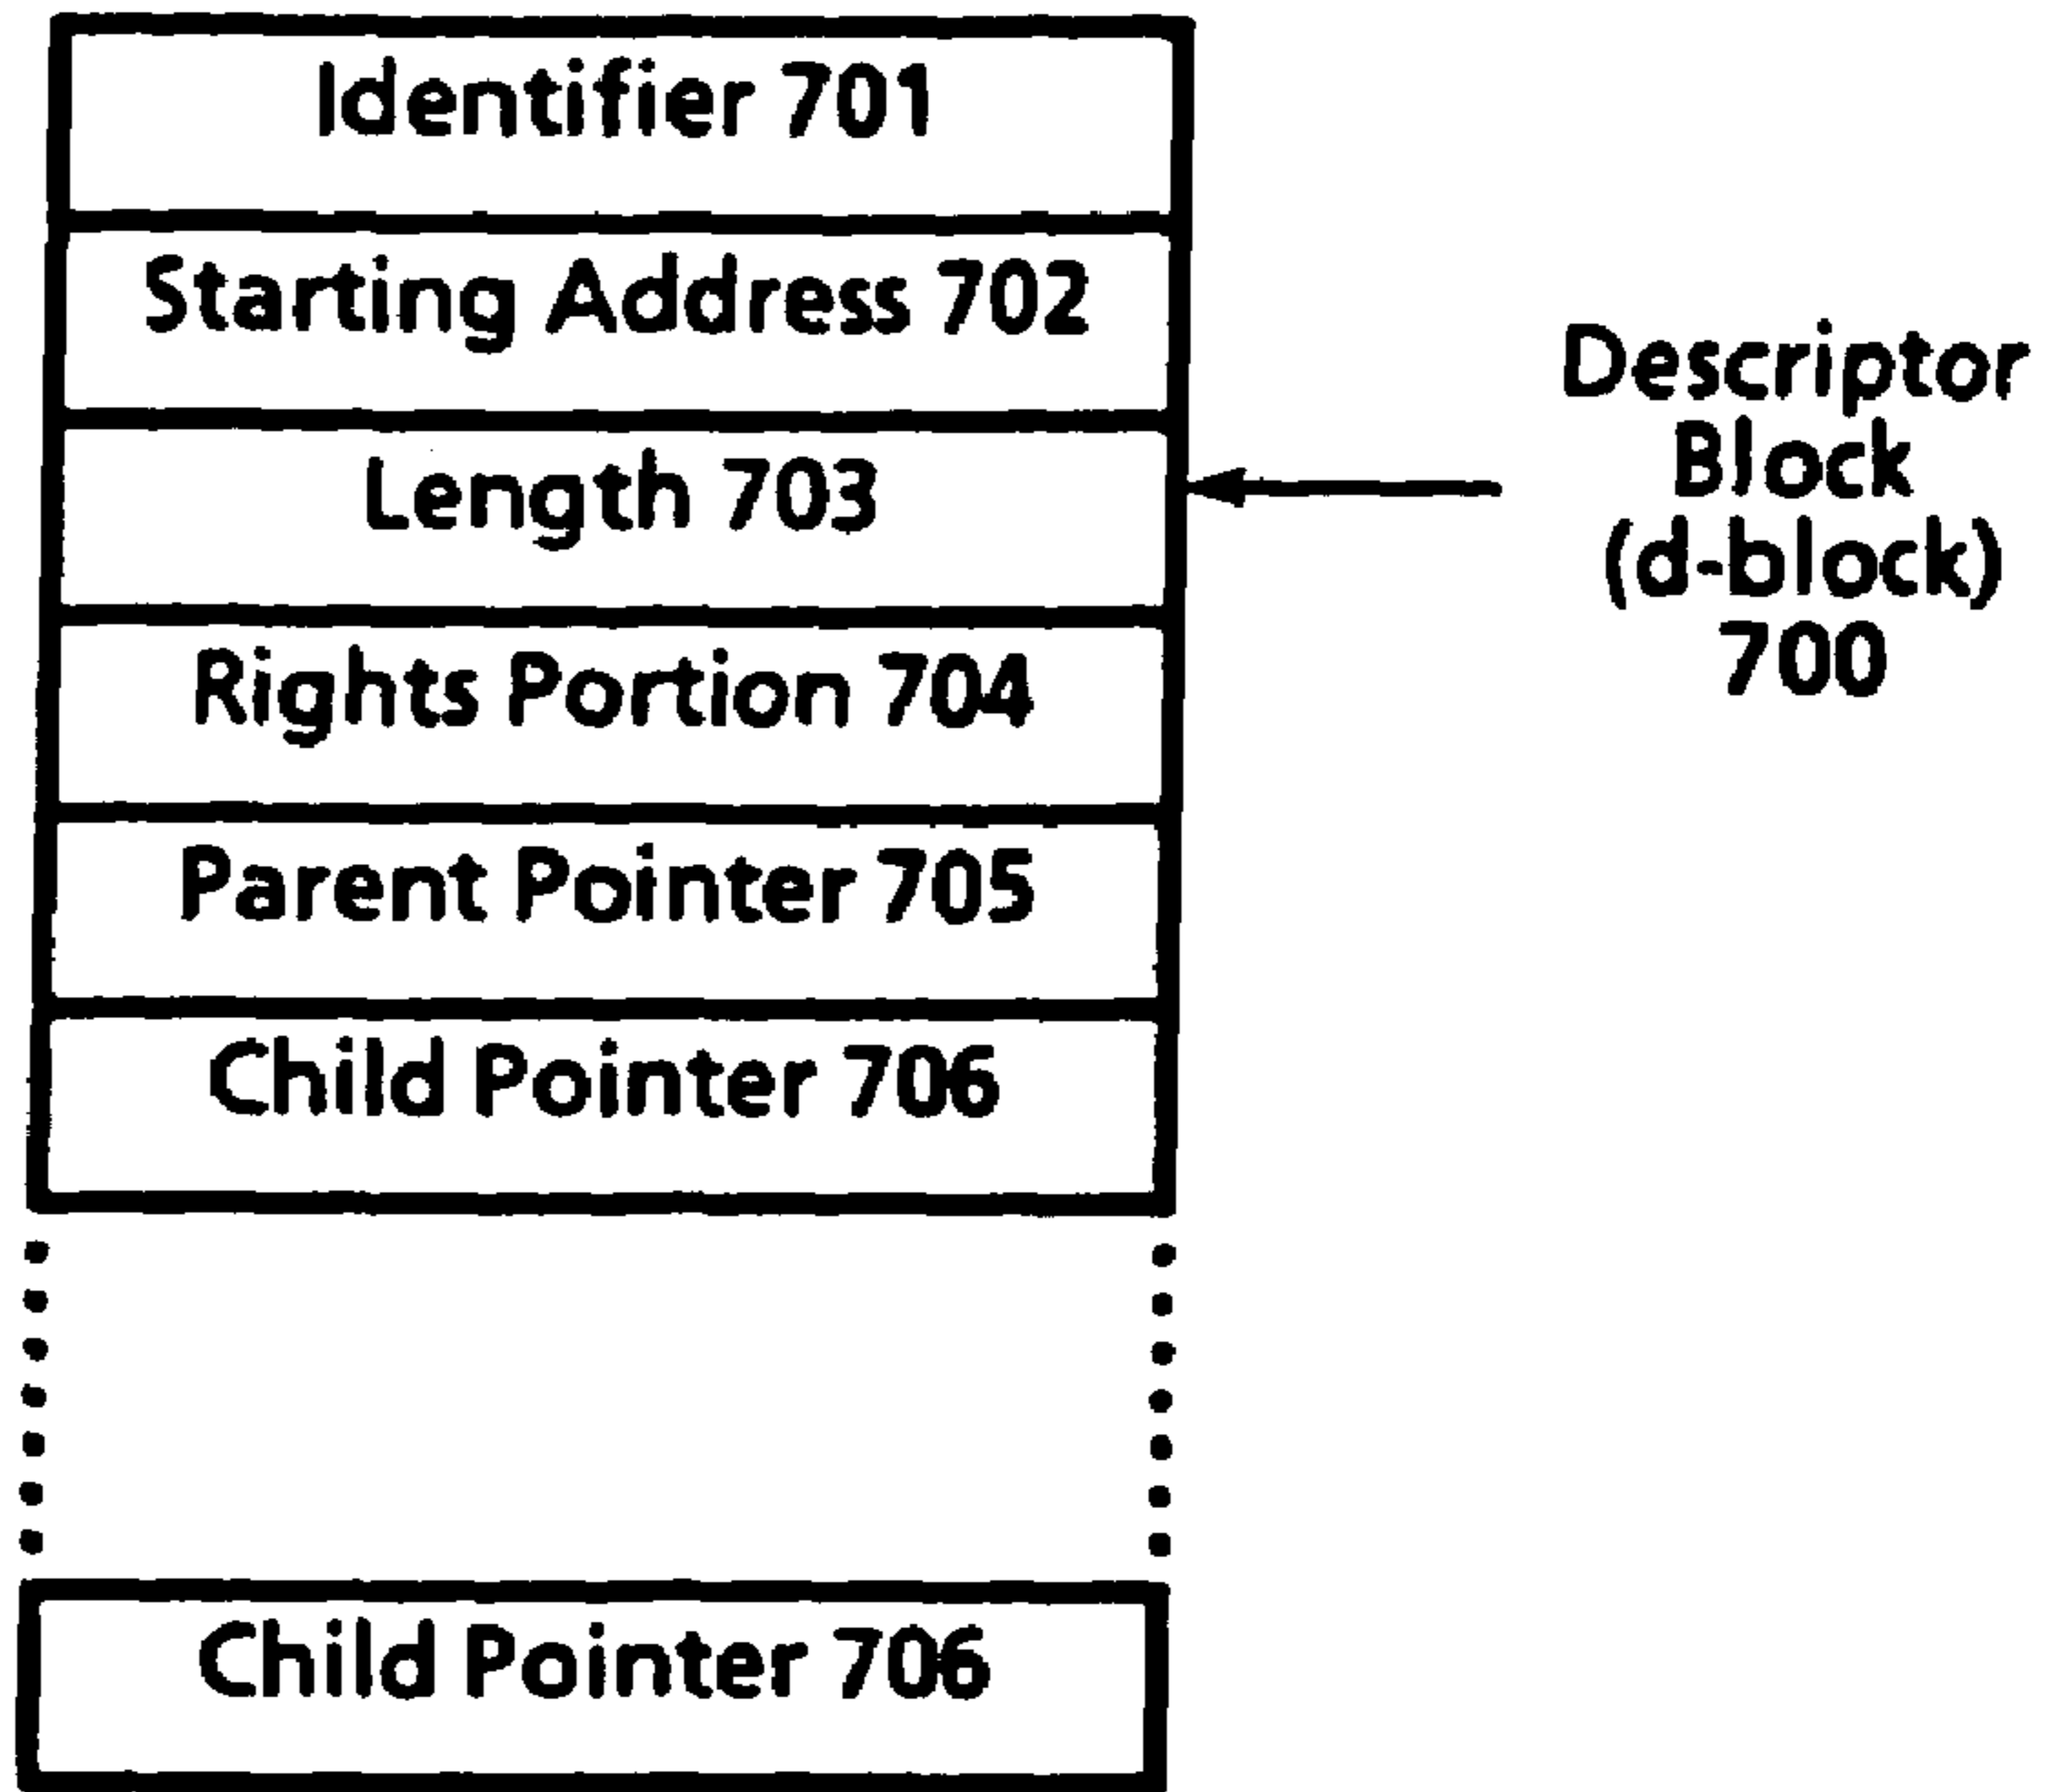 Identifier 701
Starting Address 702
Length 703
Rights Portion 704
Parent Pointer 705
Child Pointer 706
Child Pointer 706
Descriptor
Block
(d-block)
700